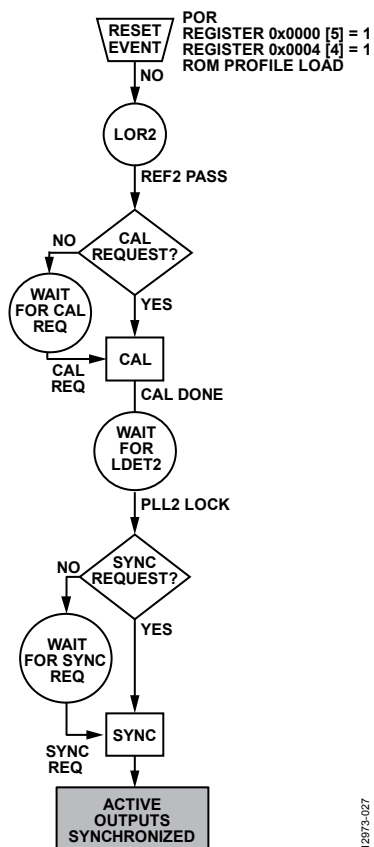 RESET
EVENT
POR
REGISTER 0x0000 [5] = 1
REGISTER 0x0004 [4] = 1
ROM PROFILE LOAD
NO
LOR2
REF2 PASS
CAL
REQUEST?
NO
YES
WAIT
FOR CAL
REQ
CAL
REQ
CAL
CAL DONE
WAIT
FOR
LDET2
PLL2 LOCK
SYNC
REQUEST?
NO
YES
WAIT
FOR SYNC
REQ
SYNC
REQ
SYNC
ACTIVE
OUTPUTS
SYNCHRONIZED
12973-027